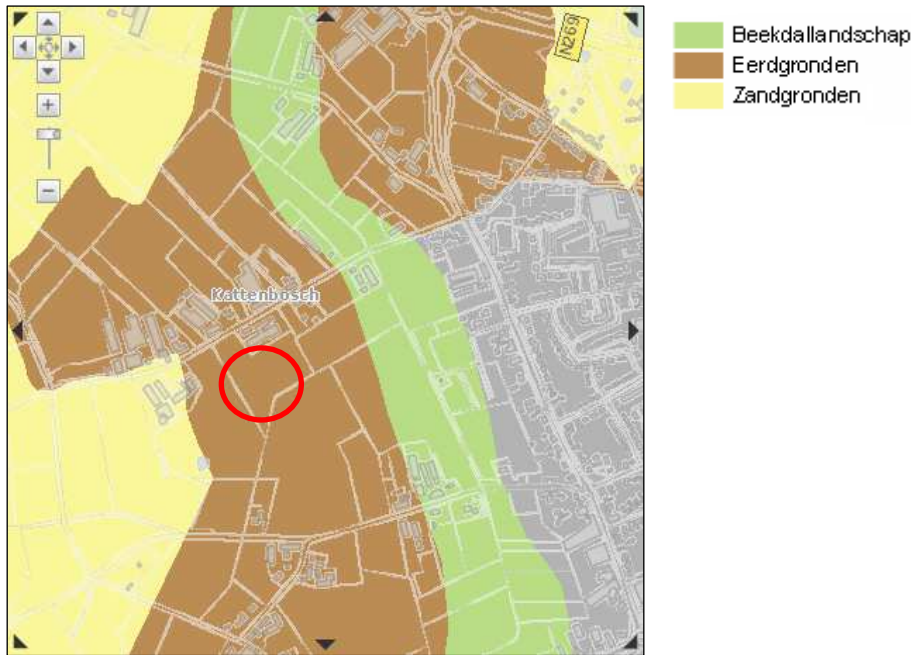 N269
Kattenbosch
Beekdallandschap
Eerdgronden
Zandgronden